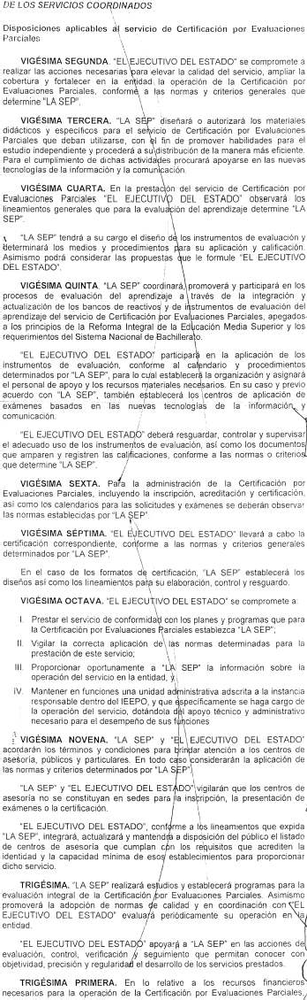 DE LOS SERVICIOS COORDINADOS
Disposiciones aplicables al servicio de Certificación por Evaluaciones
Parciales
VIGÉSIMA SEGUNDA. "EL EJECUTIVO DEL ESTADO" se compromete a
realizar las acciones necesarias para elevar la calidad del servicio, ampliar la
cobertura y fortalecer en la entidad la operación de la Certificación por
Evaluaciones Parciales, conforme a las normas y criterios generales que
determine "LA SEP".
VIGÉSIMA TERCERA. "LA SEP" diseñará o autorizará los materiales
didácticos y específicos para el servicio de Certificación por Evaluaciones
Parciales que deban utilizarse, con el fin de promover habilidades para el
estudio independiente y procederá a su distribución de la manera más eficiente.
Para el cumplimiento de dichas actividades procurará apoyarse en las nuevas
tecnologías de la información y la comunicación.
VIGÉSIMA CUARTA. En la prestación del servicio de Certificación por
Evaluaciones Parciales "EL EJECUTIVO DEL ESTADO" observará los
lineamientos generales que para la evaluación del aprendizaje determine "LA
SEP".
"LA SEP" tendrá a su cargo el diseño de los instrumentos de evaluación y
determinará los medios y procedimientos para su aplicación y calificación.
Asimismo podrá considerar las propuestas que le formule "EL EJECUTIVO
DEL ESTADO".
VIGÉSIMA QUINTA. "LA SEP" coordinará, promoverá y participará en los
procesos de evaluación del aprendizaje a través de la integración y
actualización de los bancos de reactivos y de instrumentos de evaluación del
aprendizaje del servicio de Certificación por Evaluaciones Parciales, apegados
a los principios de la Reforma Integral de la Educación Media Superior y los
requerimientos del Sistema Nacional de Bachillerato.
"EL EJECUTIVO DEL ESTADO" participará en la aplicación de los
instrumentos de evaluación, conforme al calendario y procedimientos
determinados por "LA SEP", para lo cual establecerá la organización y asignará
el personal de apoyo y los recursos materiales necesarios. En su caso y previo
acuerdo con "LA SEP", también establecerá los centros de aplicación de
exámenes basados en las nuevas tecnologías de la información y
comunicación.
"EL EJECUTIVO DEL ESTADO" deberá resguardar, controlar y supervisar
el adecuado uso de los instrumentos de evaluación, así como los documentos
que amparen y registren las calificaciones, conforme a las normas o criterios
que determine "LA SEP".
VIGÉSIMA SEXTA. Para la administración de la Certificación por
Evaluaciones Parciales, incluyendo la inscripción, acreditación y certificación,
así como los calendarios para las solicitudes y exámenes se deberán observar
las normas establecidas por "LA SEP".
VIGÉSIMA SÉPTIMA. "EL EJECUTIVO DEL ESTADO" llevará a cabo la
certificación correspondiente, conforme a las normas y criterios generales
determinados por "LA SEP".
En el caso de los formatos de certificación, "LA SEP" establecerá los
diseños así como los lineamientos para su elaboración, control y resguardo.
VIGÉSIMA OCTAVA. "EL EJECUTIVO DEL ESTADO" se compromete a:
I. Prestar el servicio de conformidad con los planes y programas que para
la Certificación por Evaluaciones Parciales establezca "LA SEP";
II. Vigilar la correcta aplicación de las normas determinadas para la
prestación de este servicio;
III. Proporcionar oportunamente a "LA SEP" la información sobre la
operación del servicio en la entidad, y
IV. Mantener en funciones una unidad administrativa adscrita a la instancia
responsable dentro del IEEPO, y que específicamente se haga cargo de
la operación del servicio, dotándola del apoyo técnico y administrativo
necesario para el desempeño de sus funciones.
VIGÉSIMA NOVENA. "LA SEP" y "EL EJECUTIVO DEL ESTADO"
acordarán los términos y condiciones para brindar atención a los centros de
asesoría, públicos y particulares. En todo caso considerarán la aplicación de
las normas y criterios determinados por "LA SEP".
"LA SEP" y "EL EJECUTIVO DEL ESTADO" vigilarán que los centros de
asesoría no se constituyan en sedes para la inscripción, la presentación de
exámenes o la certificación.
"EL EJECUTIVO DEL ESTADO", conforme a los lineamientos que expida
"LA SEP", integrará, actualizará y mantendrá a disposición del público el listado
de centros de asesoría que cumplan con los requisitos que acrediten la
identidad y la capacidad mínima de esos establecimientos para proporcionar
dicho servicio.
TRIGÉSIMA. "LA SEP" realizará estudios y establecerá programas para la
evaluación integral de la Certificación por Evaluaciones Parciales. Asimismo
promoverá la adopción de normas de calidad y en coordinación con "EL
EJECUTIVO DEL ESTADO" evaluará periódicamente su operación en la
entidad.
"EL EJECUTIVO DEL ESTADO" apoyará a "LA SEP" en las acciones de
evaluación, control, verificación y seguimiento que permitan conocer con
objetividad, precisión y regularidad el desarrollo de los servicios prestados.
TRIGÉSIMA PRIMERA. En lo relativo a los recursos financieros
necesarios para la operación de la Certificación por Evaluaciones Parciales,